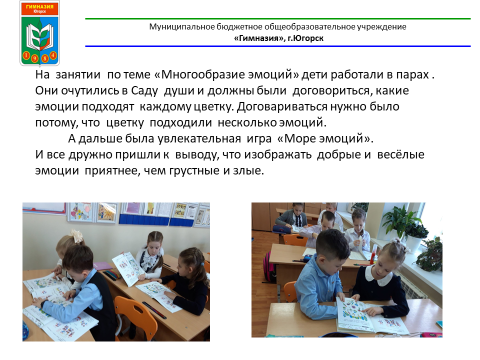 ГИМНАЗИЯ
Югорск
Муниципальное бюджетное общеобразовательное учреждение
«Гимназия», г.Югорск
На занятии по теме «Многообразие эмоций» дети работали в парах .
Они очутились в Саду души и должны были договориться, какие
эмоции подходят каждому цветку. Договариваться нужно было
потому, что цветку подходили несколько эмоций.
А дальше была увлекательная игра «Море эмоций».
И все дружно пришли к выводу, что изображать добрые и весёлые
эмоции приятнее, чем грустные и злые.